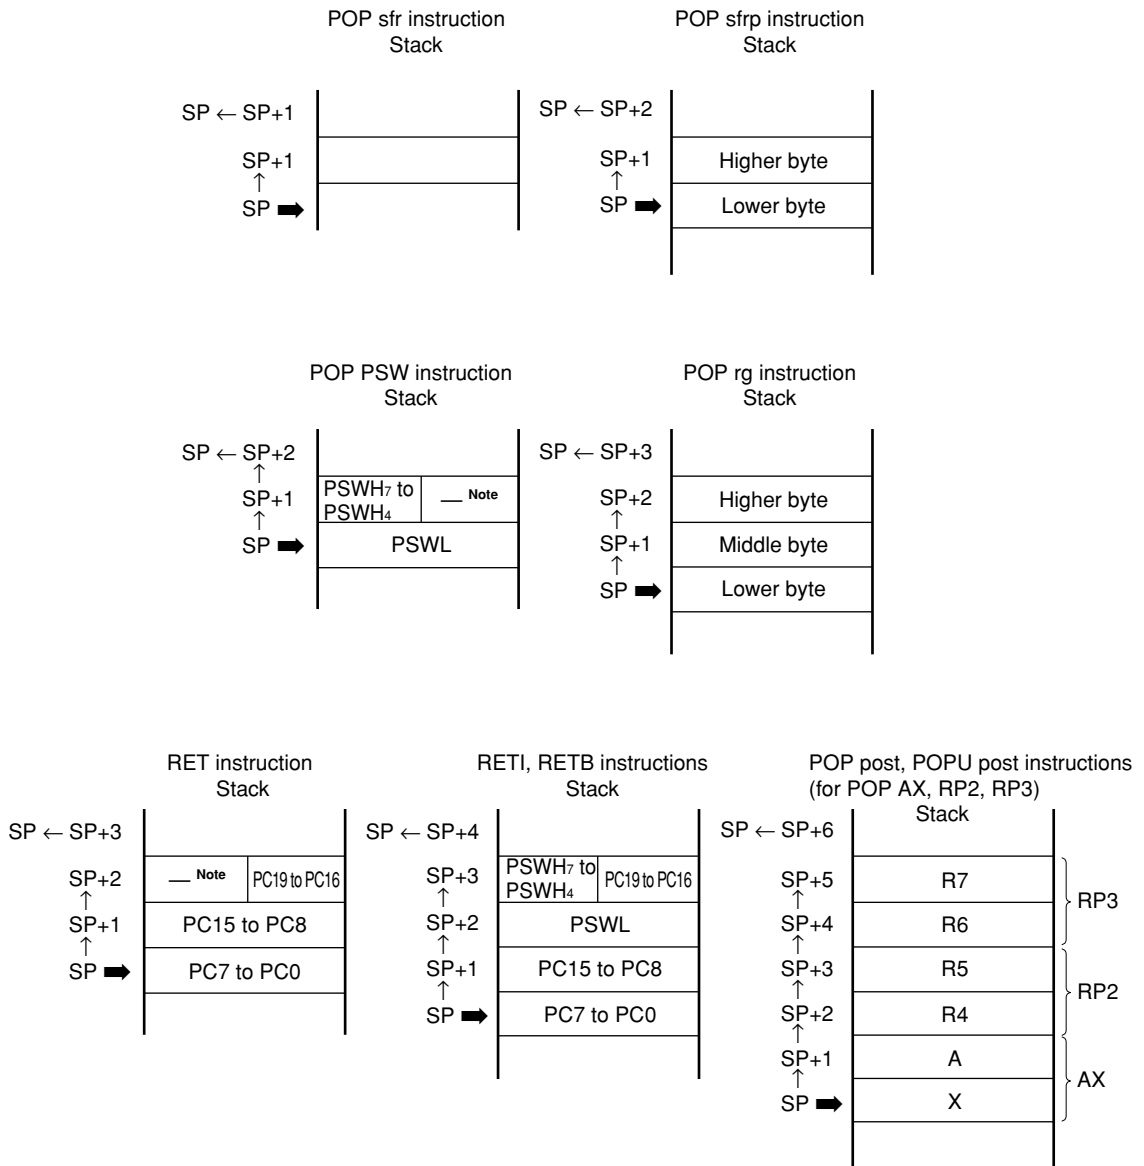 POP sfr instruction
Stack
SP ← SP+1
SP+1
↑
SP
POP sfrp instruction
Stack
SP ← SP+2
SP+1
↑
SP
Higher byte
Lower byte
POP PSW instruction
Stack
SP ← SP+2
↑
SP+1
↑
SP
PSWH7 to
PSWH4
— Note
PSWL
POP rg instruction
Stack
SP ← SP+3
SP+2
↑
SP+1
↑
SP
Higher byte
Middle byte
Lower byte
RET instruction
Stack
SP ← SP+3
SP+2
↑
SP+1
↑
SP
— Note
PC19 to PC16
PC15 to PC8
PC7 to PC0
RETI, RETB instructions
Stack
SP ← SP+4
SP+3
↑
SP+2
↑
SP+1
↑
SP
PSWH7 to
PSWH4
PC19 to PC16
PSWL
PC15 to PC8
PC7 to PC0
POP post, POPU post instructions
(for POP AX, RP2, RP3)
Stack
SP ← SP+6
SP+5
↑
SP+4
↑
SP+3
↑
SP+2
↑
SP+1
↑
SP
R7
R6
R5
R4
A
X
RP3
RP2
AX